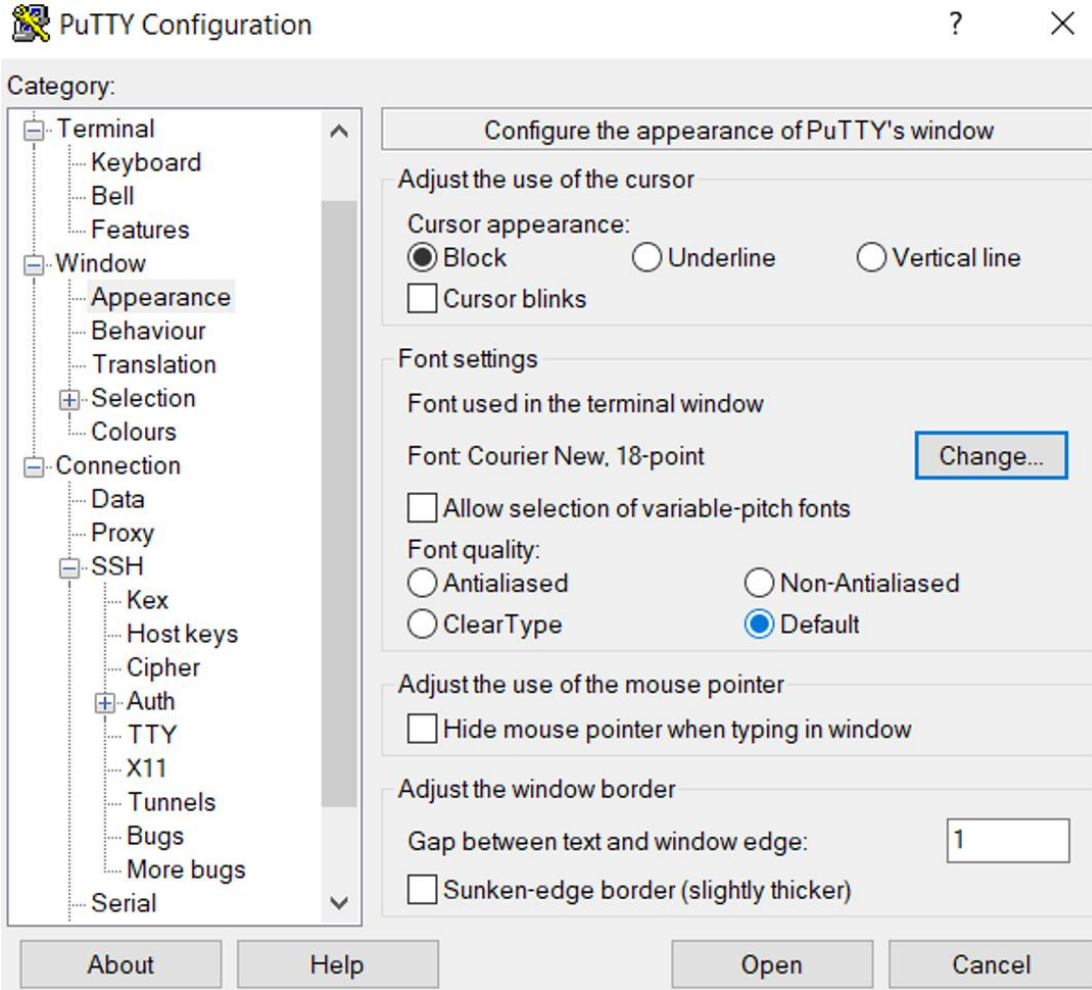 PuTTY Configuration
?
Category:
Terminal
Keyboard
Bell
Features
Window
Appearance
Behaviour
Translation
Selection
Colours
Connection
Data
Proxy
SSH
Kex
Host keys
Cipher
Auth
TTY
X11
Tunnels
Bugs
More bugs
Serial
Configure the appearance of PuTTY's window
Adjust the use of the cursor
Cursor appearance:
Block Underline Vertical line
Cursor blinks
Font settings
Font used in the terminal window
Font: Courier New, 18-point Change...
Allow selection of variable-pitch fonts
Font quality:
Antialiased Non-Antialiased
ClearType Default
Adjust the use of the mouse pointer
Hide mouse pointer when typing in window
Adjust the window border
Gap between text and window edge: 1
Sunken-edge border (slightly thicker)
About Help Open Cancel